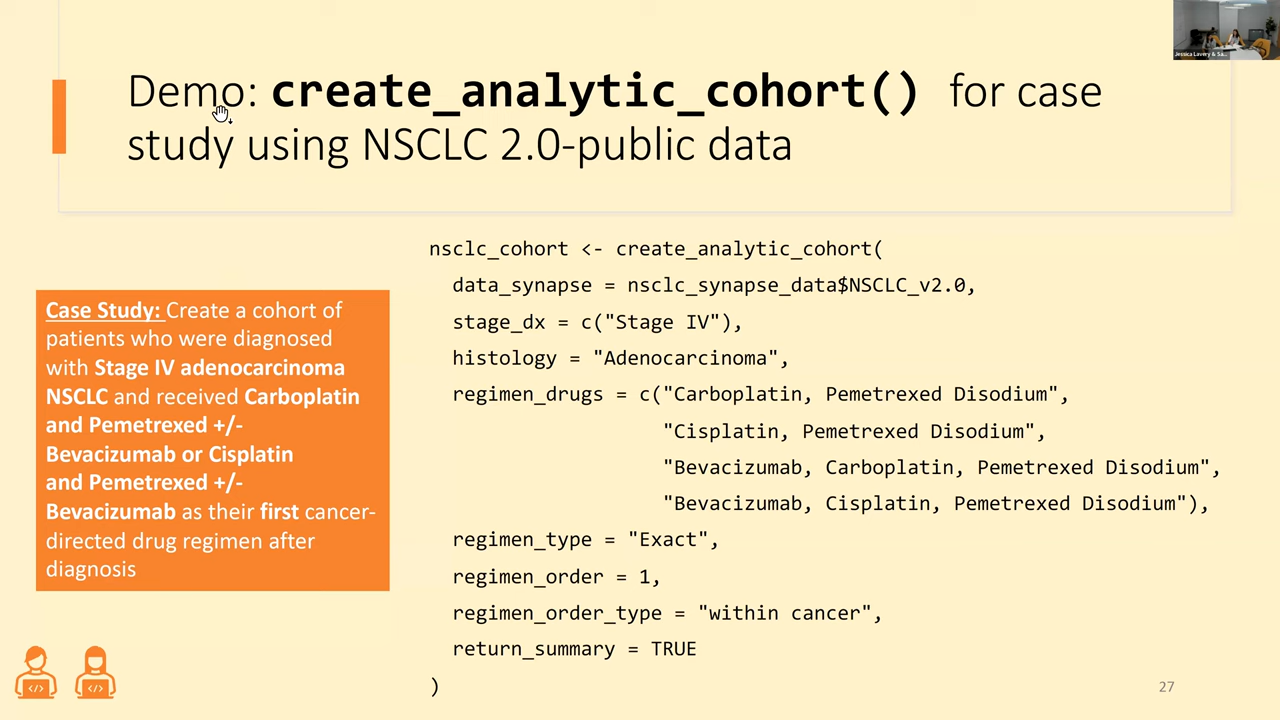 Demo: create_analytic_cohort() for case
study using NSCLC 2.0-public data
Case Study: Create a cohort of
patients who were diagnosed
with Stage IV adenocarcinoma
NSCLC and received Carboplatin
and Pemetrexed +/-
Bevacizumab or Cisplatin
and Pemetrexed +/-
Bevacizumab as their first cancer-
directed drug regimen after
diagnosis
nsclc_cohort <- create_analytic_cohort(
data_synapse = nsclc_synapse_data$NSCLC_v2.0,
stage_dx = c("Stage IV"),
histology = "Adenocarcinoma",
regimen_drugs = c("Carboplatin, Pemetrexed Disodium",
"Cisplatin, Pemetrexed Disodium",
"Bevacizumab, Carboplatin, Pemetrexed Disodium",
"Bevacizumab, Cisplatin, Pemetrexed Disodium"),
regimen_type = "Exact",
regimen_order = 1,
regimen_order_type = "within cancer",
return_summary = TRUE
)
27
Jessica Lavery & Sa...